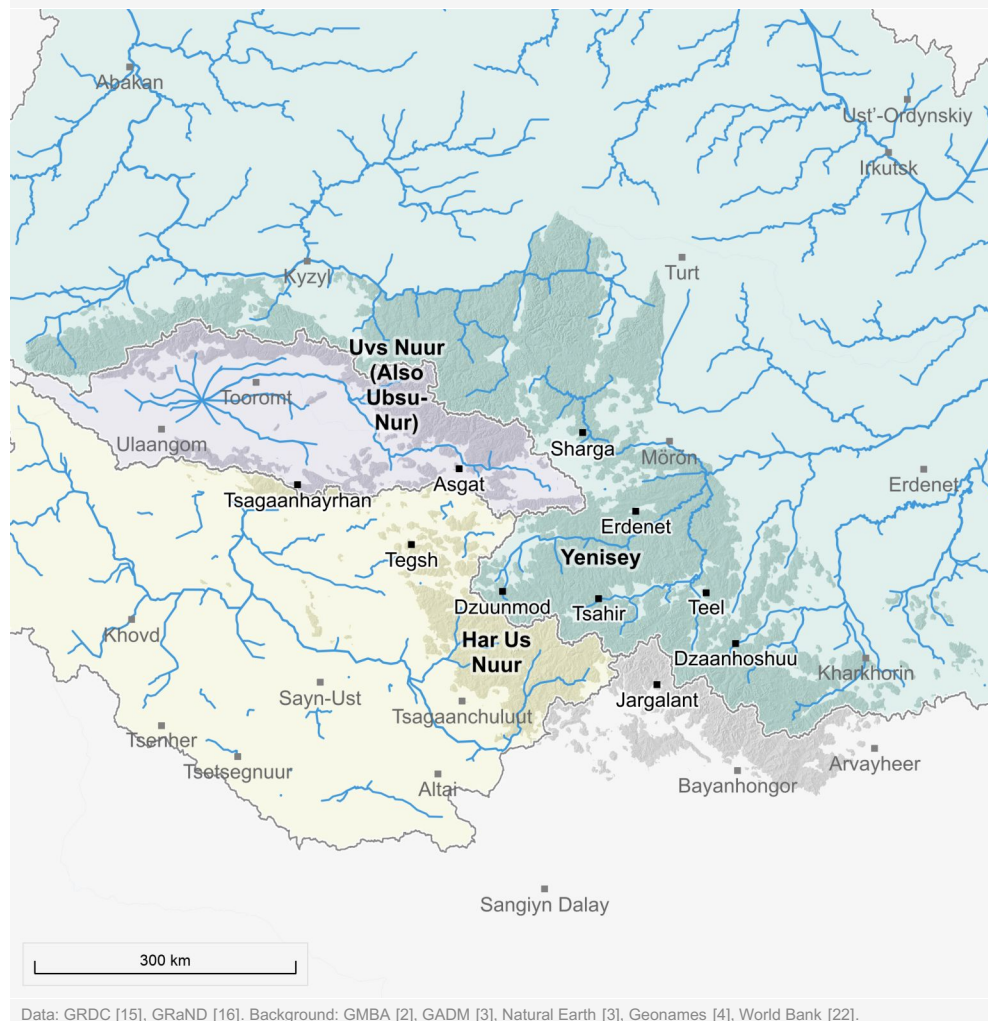 Abakan
Ust'-Ordynskiy
Irkutsk
Kyzyl
Turt
Uvs Nuur
(Also
Ubsu-
Nur)
Tooromt
Ulaangom
Sharga
Mörön
Erdenet
Asgat
Tsagaanhayrhan
Erdenet
Tegsh
Yenisey
Dzuunmod
Tsahir
Teel
Khovd
Har Us
Nuur
Dzaanhoshuu
Kharkhorin
Sayn-Ust
Jargalant
Tsagaanchuluut
Tsenher
Tsotsegnuur
Altai
Bayanhongor
Arvayheer
Sangiyn Dalay
300 km
Data: GRDC [15], GRanD [16]. Background: GMBA [2], GADM [3], Natural Earth [3], Geonames [4], World Bank [22].